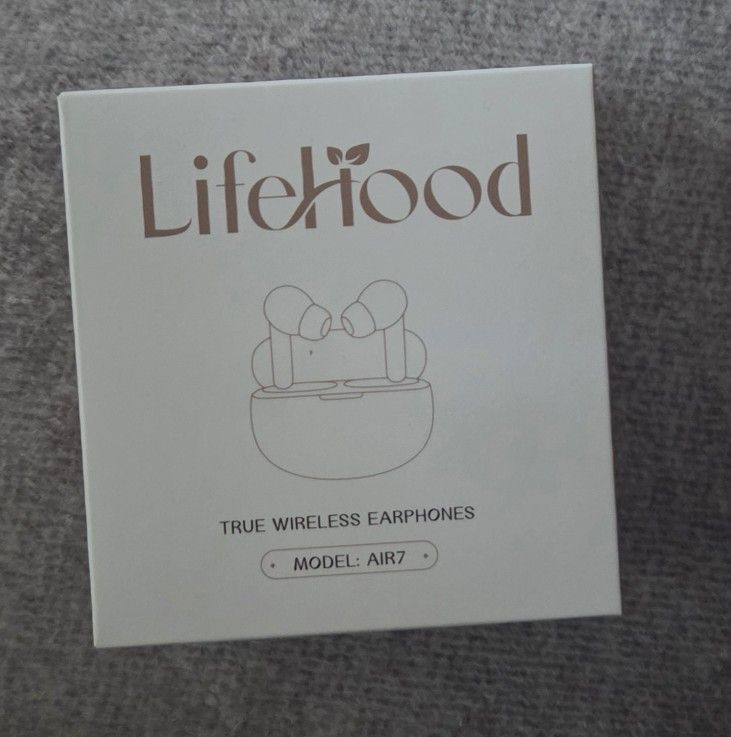 LifeHood
TRUE WIRELESS EARPHONES
MODEL: AIR7